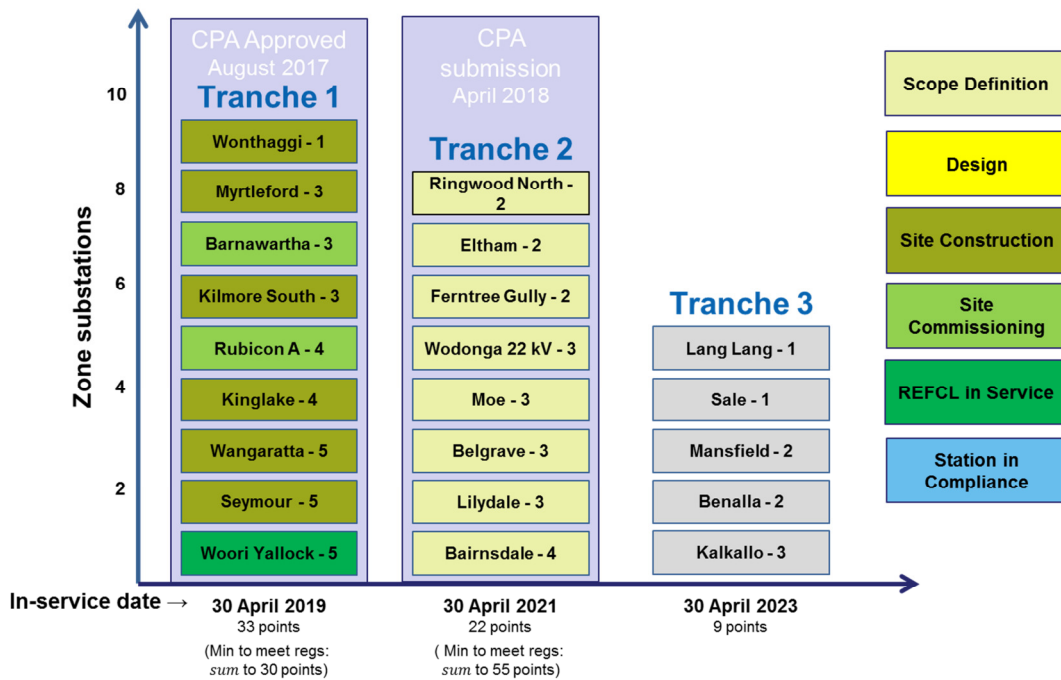 CPA Approved
August 2017
Tranche 1
Wonthaggi - 1
Myrtleford - 3
Barnawartha - 3
Kilmore South - 3
Rubicon A - 4
Kinglake - 4
Wangaratta - 5
Seymour - 5
Woori Yallock - 5
CPA
submission
April 2018
Tranche 2
Ringwood North -
2
Eltham - 2
Ferntree Gully - 2
Wodonga 22 kV - 3
Moe - 3
Belgrave - 3
Lilydale - 3
Bairnsdale - 4
Tranche 3
Lang Lang - 1
Sale - 1
Mansfield - 2
Benalla - 2
Kalkallo - 3
Scope Definition
Design
Site Construction
Site
Commissioning
REFCL in Service
Station in
Compliance
Zone substations
10
8
6
4
2
In-service date →
30 April 2019
33 points
(Min to meet regs:
sum to 30 points)
30 April 2021
22 points
( Min to meet regs:
sum to 55 points)
30 April 2023
9 points